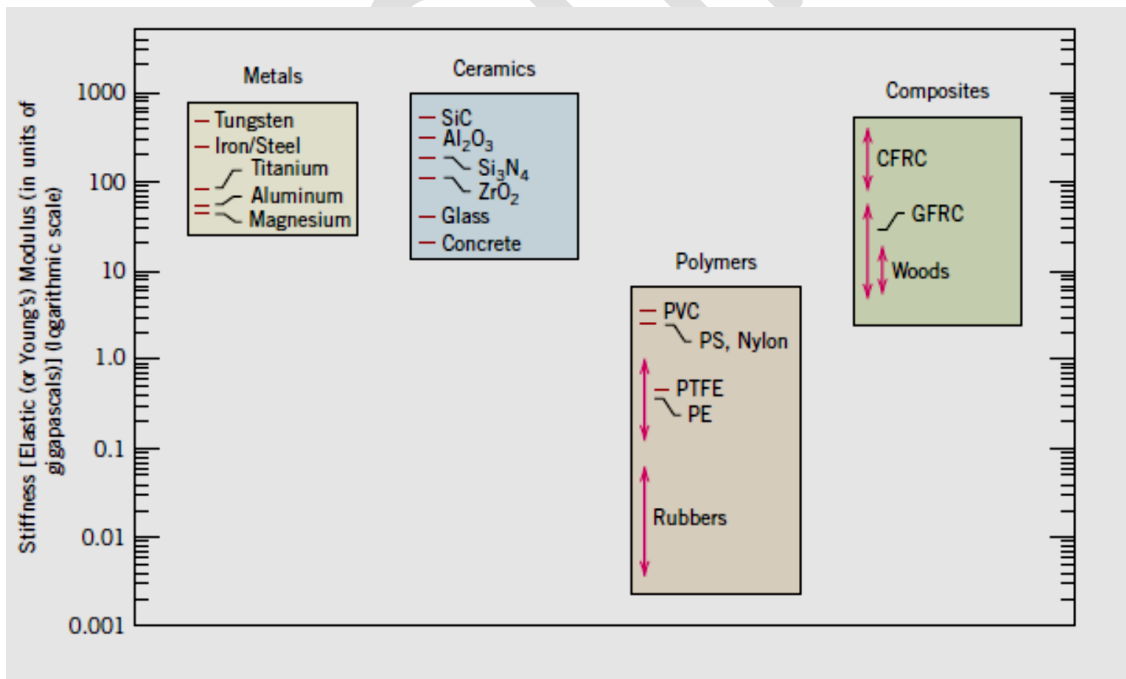 Stiffness [Elastic (or Young's) Modulus (in units of
gigapascals)] (logarithmic scale)
1000
100
10
1.0
0.1
0.01
0.001
Metals
Tungsten
Iron/Steel
Titanium
Aluminum
Magnesium
Ceramics
SiC
Al₂O₃
Si₃N₄
ZrO₂
Glass
Concrete
Polymers
PVC
PS, Nylon
PTFE
PE
Rubbers
Composites
CFRC
GFRC
Woods